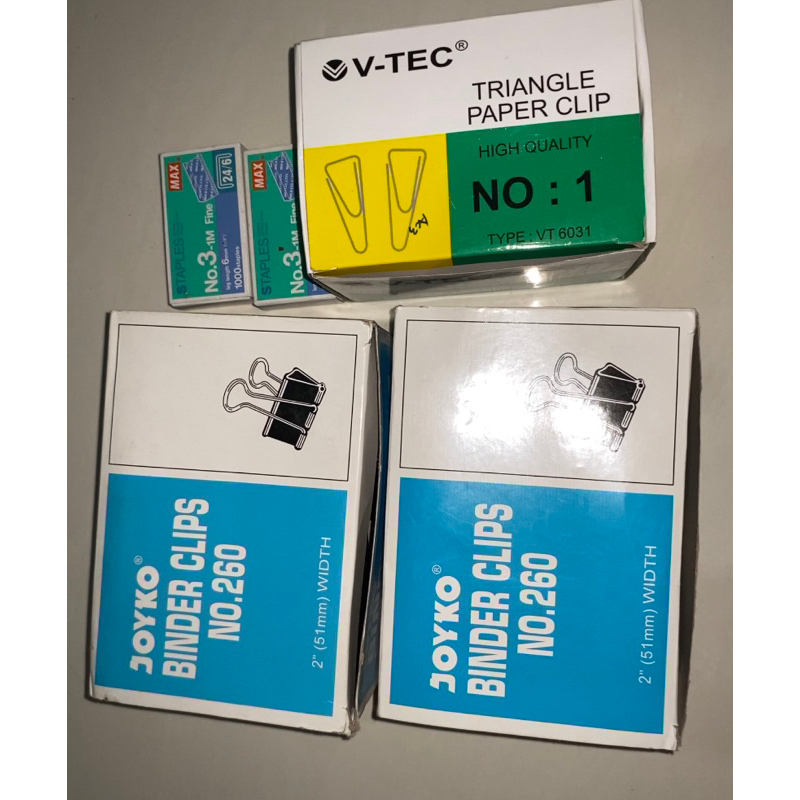 V-TEC®
TRIANGLE
PAPER CLIP
HIGH QUALITY
NO : 1
TYPE : VT 6031
MAX
24/6
STAPLES
No.3-1M Fine
1000staples
MAX
STAPLES
No.3-1M Fine
JOYKO®
BINDER CLIPS
NO.260
2" (51mm) WIDTH
JOYKO®
BINDER CLIPS
NO.260
2" (51mm) WIDTH